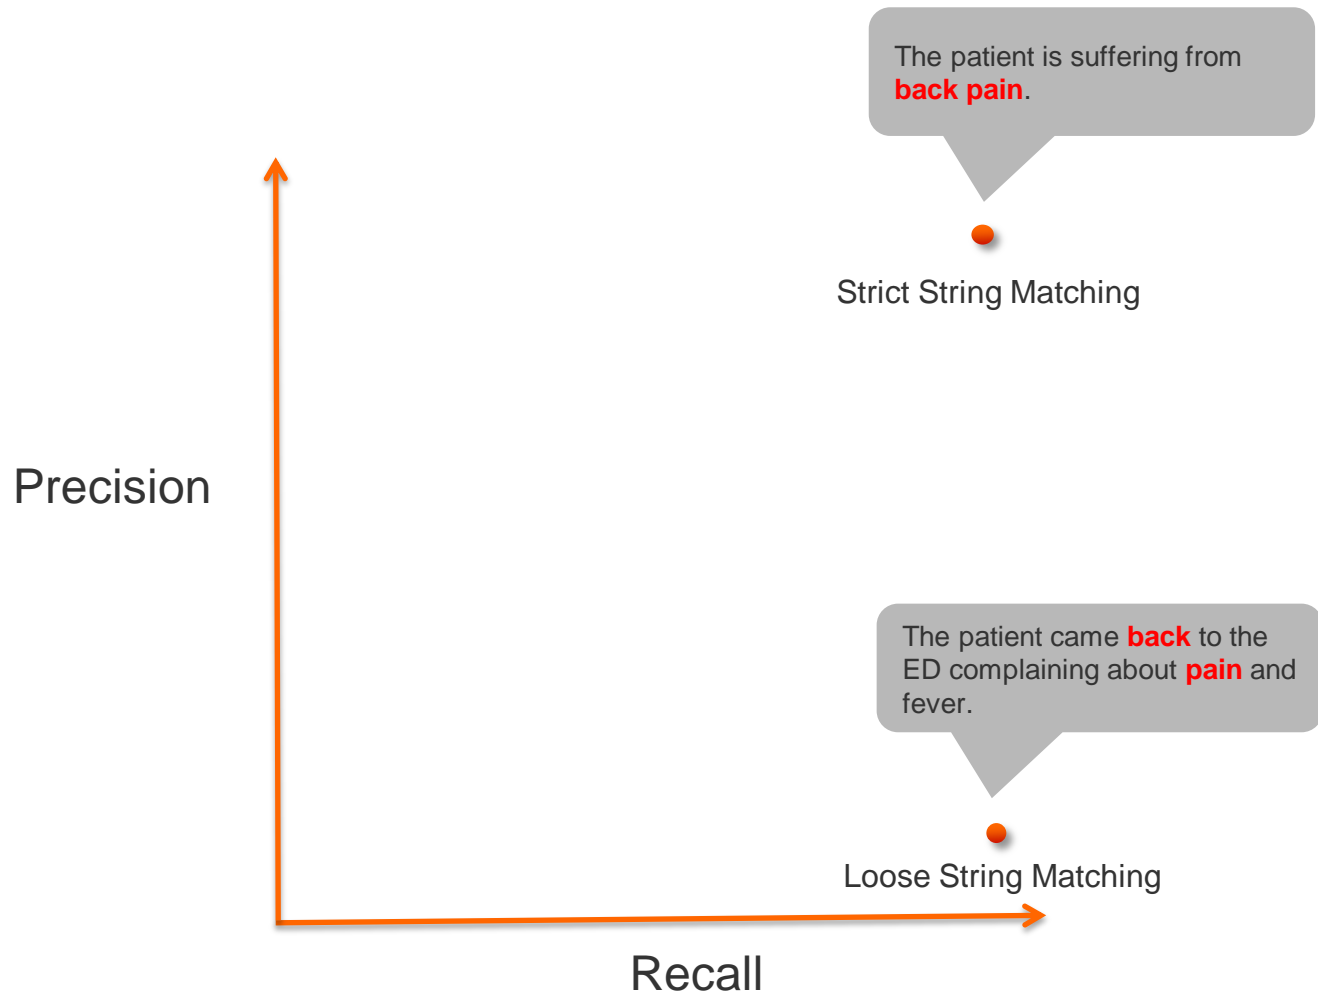 The patient is suffering from
back pain.
Strict String Matching
Precision
The patient came back to the
ED complaining about pain and
fever.
Loose String Matching
Recall